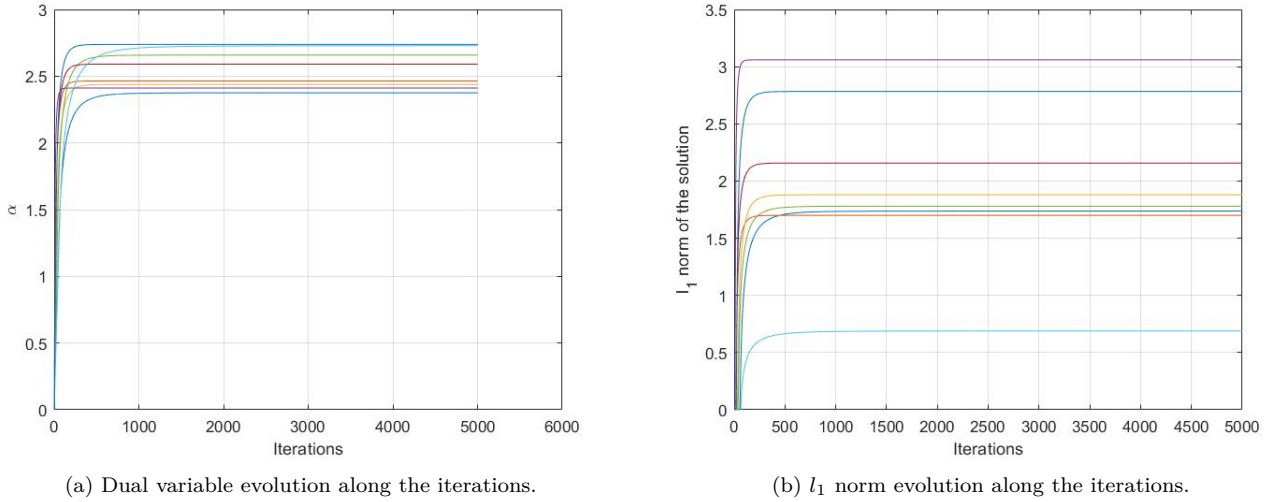 3
2.5
2
1.5
1
0.5
0
α
0 1000 2000 3000 4000 5000 6000
Iterations
(a) Dual variable evolution along the iterations.
3.5
3
2.5
2
1.5
1
0.5
0
l1 norm of the solution
0 500 1000 1500 2000 2500 3000 3500 4000 4500 5000
Iterations
(b) l1 norm evolution along the iterations.